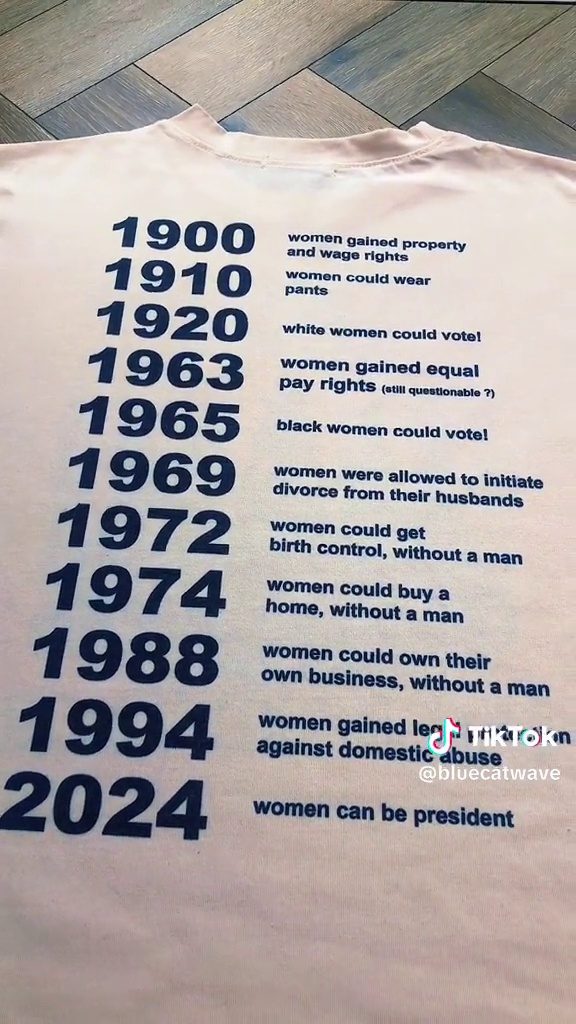 1900 women gained property
and wage rights
1910 women could wear
pants
1920 white women could vote!
1963 women gained equal
pay rights (still questionable ?)
1965 black women could vote!
1969 women were allowed to initiate
divorce from their husbands
1972 women could get
birth control, without a man
1974 women could buy a
home, without a man
1988 women could own their
own business, without a man
1994 women gained legal
against domestic abuse
2024 women can be president
TikTok
@bluecatwave